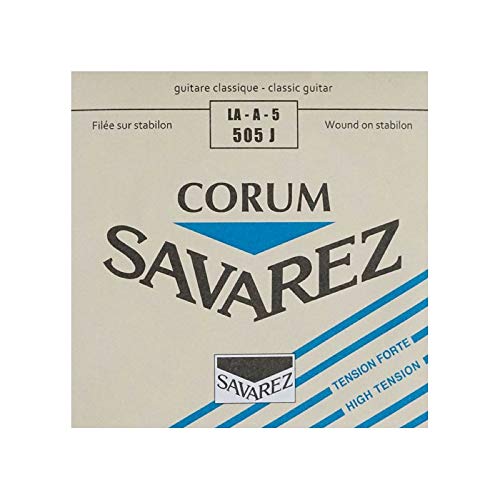 guitare classique - classic guitar
LA - A - 5
Filée sur stabilon
505 J
Wound on stabilon
CORUM
SAVAREZ
SAVAREZ
TENSION FORTE
HIGH TENSION